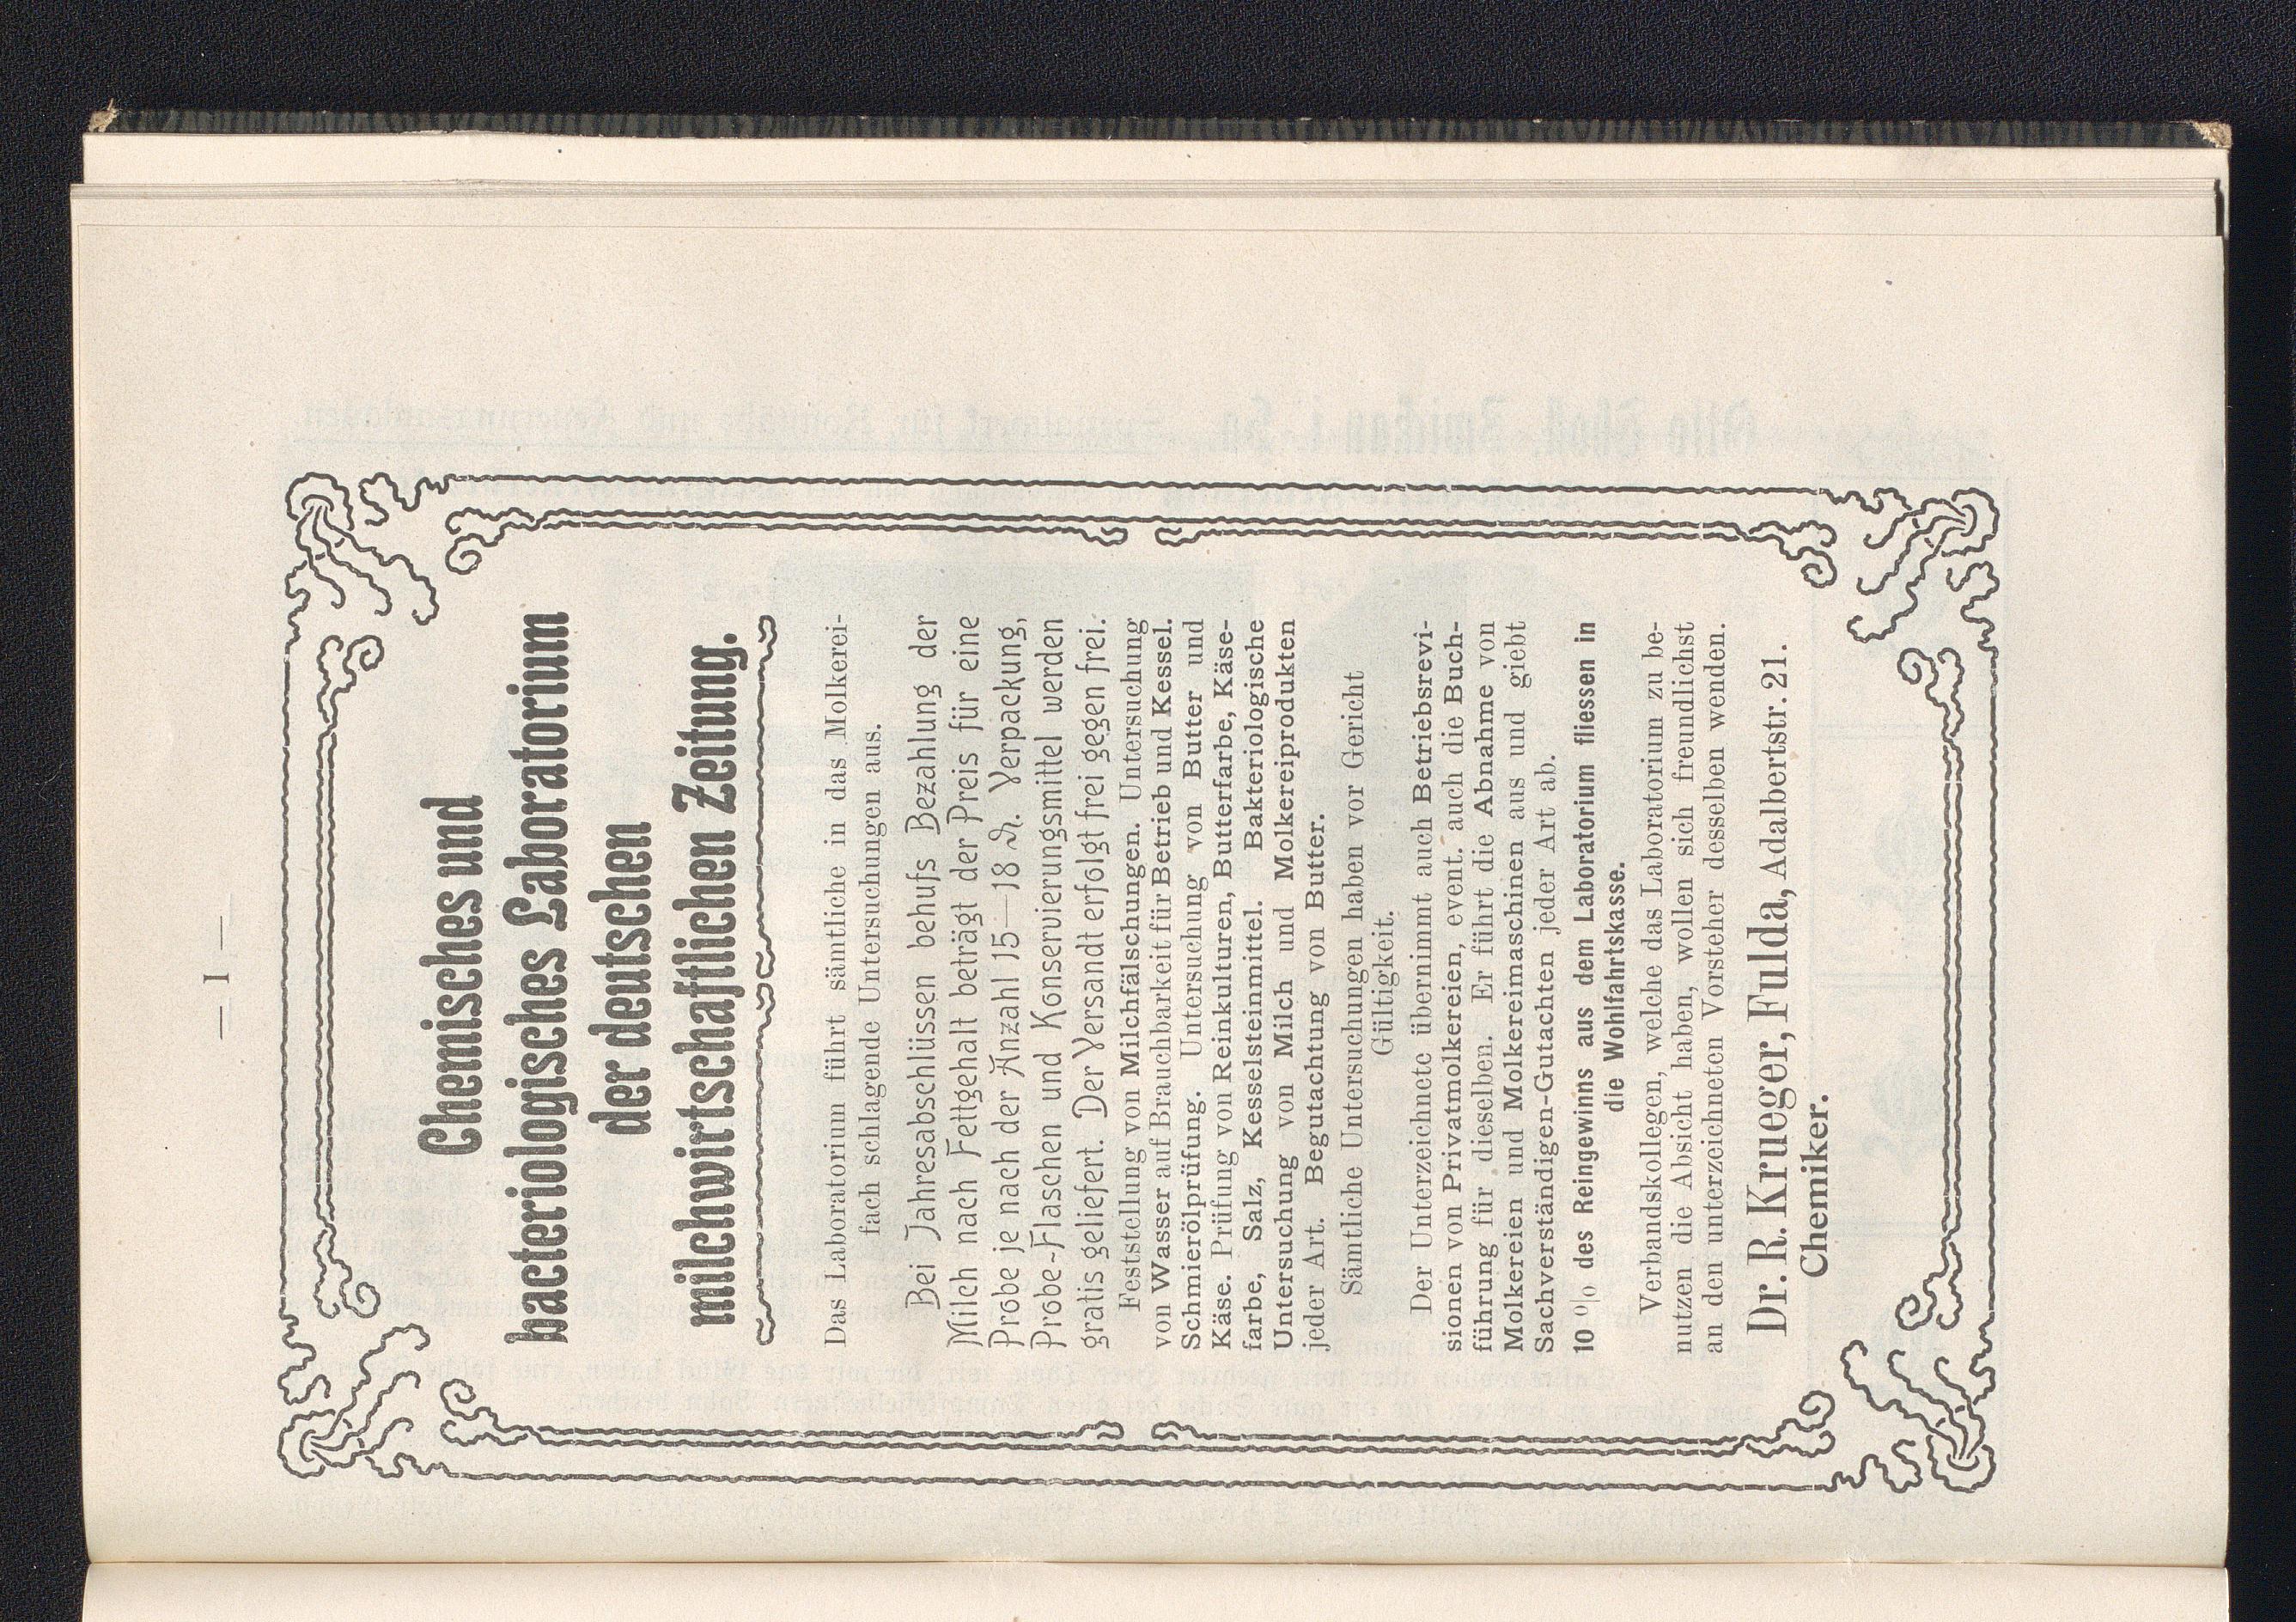 — I —
Chemisches und
bacteriologisches Laboratorium
der deutschen
milchwirtschaftlichen Zeitung.
Das Laboratorium führt sämtliche in das Molkerei-
fach schlagende Untersuchungen aus.
Bei Jahresabschlüssen behufs Bezahlung der
Milch nach Fettgehalt beträgt der Preis für eine
Probe je nach der Anzahl 15—18 ₰. Verpackung,
Probe-Flaschen und Konservierungsmittel werden
gratis geliefert. Der Versandt erfolgt frei gegen frei.
Feststellung von Milchfälschungen. Untersuchung
von Wasser auf Brauchbarkeit für Betrieb und Kessel.
Schmierölprüfung. Untersuchung von Butter und
Käse. Prüfung von Reinkulturen, Butterfarbe, Käse-
farbe, Salz, Kesselsteinmittel. Bakteriologische
Untersuchung von Milch und Molkereiprodukten
jeder Art. Begutachtung von Butter.
Sämtliche Untersuchungen haben vor Gericht
Gültigkeit.
Der Unterzeichnete übernimmt auch Betriebsrevi-
sionen von Privatmolkereien, event. auch die Buch-
führung für dieselben. Er führt die Abnahme von
Molkereien und Molkereimaschinen aus und giebt
Sachverständigen-Gutachten jeder Art ab.
10 % des Reingewinns aus dem Laboratorium fliessen in
die Wohlfahrtskasse.
Verbandskollegen, welche das Laboratorium zu be-
nutzen die Absicht haben, wollen sich freundlichst
an den unterzeichneten Vorsteher desselben wenden.
Dr. R. Krueger, Fulda, Adalbertstr. 21.
Chemiker.